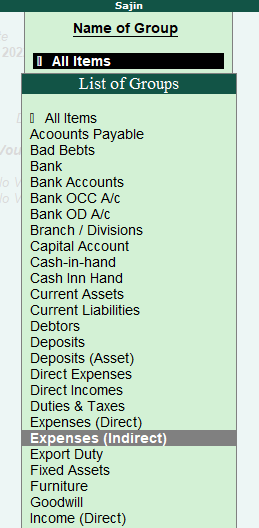 Sajin
Name of Group
All Items
List of Groups
All Items
Acoounts Payable
Bad Bebts
Bank
Bank Accounts
Bank OCC A/c
Bank OD A/c
Branch / Divisions
Capital Account
Cash-in-hand
Cash Inn Hand
Current Assets
Current Liabilities
Debtors
Deposits
Deposits (Asset)
Direct Expenses
Direct Incomes
Duties & Taxes
Expenses (Direct)
Expenses (Indirect)
Export Duty
Fixed Assets
Furniture
Goodwill
Income (Direct)